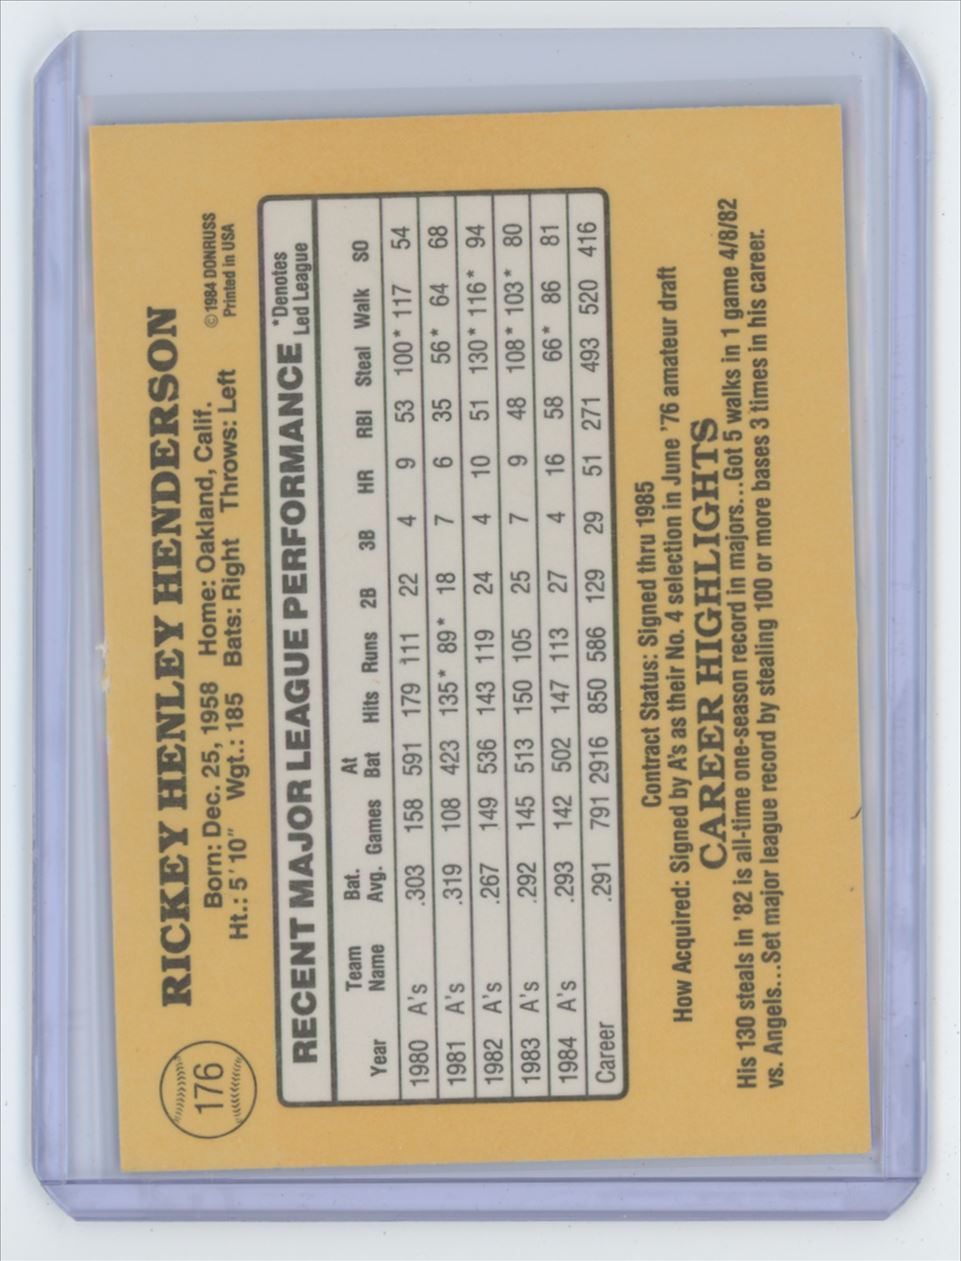 176
RICKEY HENLEY HENDERSON
Born: Dec. 25, 1958 Home: Oakland, Calif. ©1984 DONRUSS
Ht.: 5'10" Wgt.: 185 Bats: Right Throws: Left Printed in USA
RECENT MAJOR LEAGUE PERFORMANCE *Denotes Led League
Year Team Name Bat. Avg. Games At Bat Hits Runs 2B 3B HR RBI Steal Walk SO
1980 A's .303 158 591 179 111 22 4 9 53 100* 117 54
1981 A's .319 108 423 135* 89* 18 7 6 35 56* 64 68
1982 A's .267 149 536 143 119 24 4 10 51 130* 116* 94
1983 A's .292 145 513 150 105 25 7 9 48 108* 103* 80
1984 A's .293 142 502 147 113 27 4 16 58 66* 86 81
Career .291 791 2916 850 586 129 29 51 271 493 520 416
Contract Status: Signed thru 1985
How Acquired: Signed by A's as their No. 4 selection in June '76 amateur draft
CAREER HIGHLIGHTS
His 130 steals in '82 is all-time one-season record in majors...Got 5 walks in 1 game 4/8/82
vs. Angels...Set major league record by stealing 100 or more bases 3 times in his career.